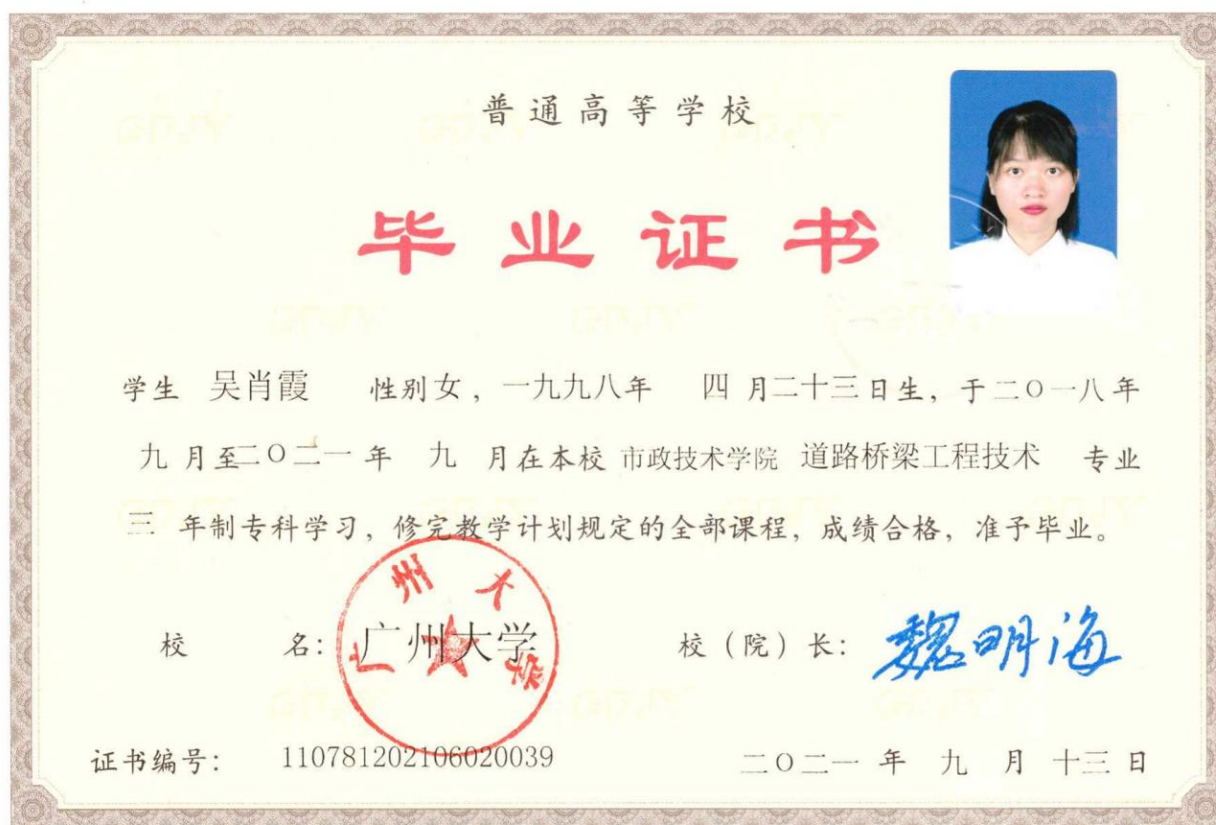 普通高等学校
毕业证书
学生 吴肖霞 性别女，一九九八年 四 月二十三日生，于二〇一八年
九 月至二〇二一 年 九 月在本校 市政技术学院 道路桥梁工程技术 专业
三 年制专科学习，修完教学计划规定的全部课程，成绩合格，准予毕业。
校 名：广州大学
广州大学
校（院）长：魏明海
证书编号： 110781202106020039
二〇二一 年 九 月 十三 日